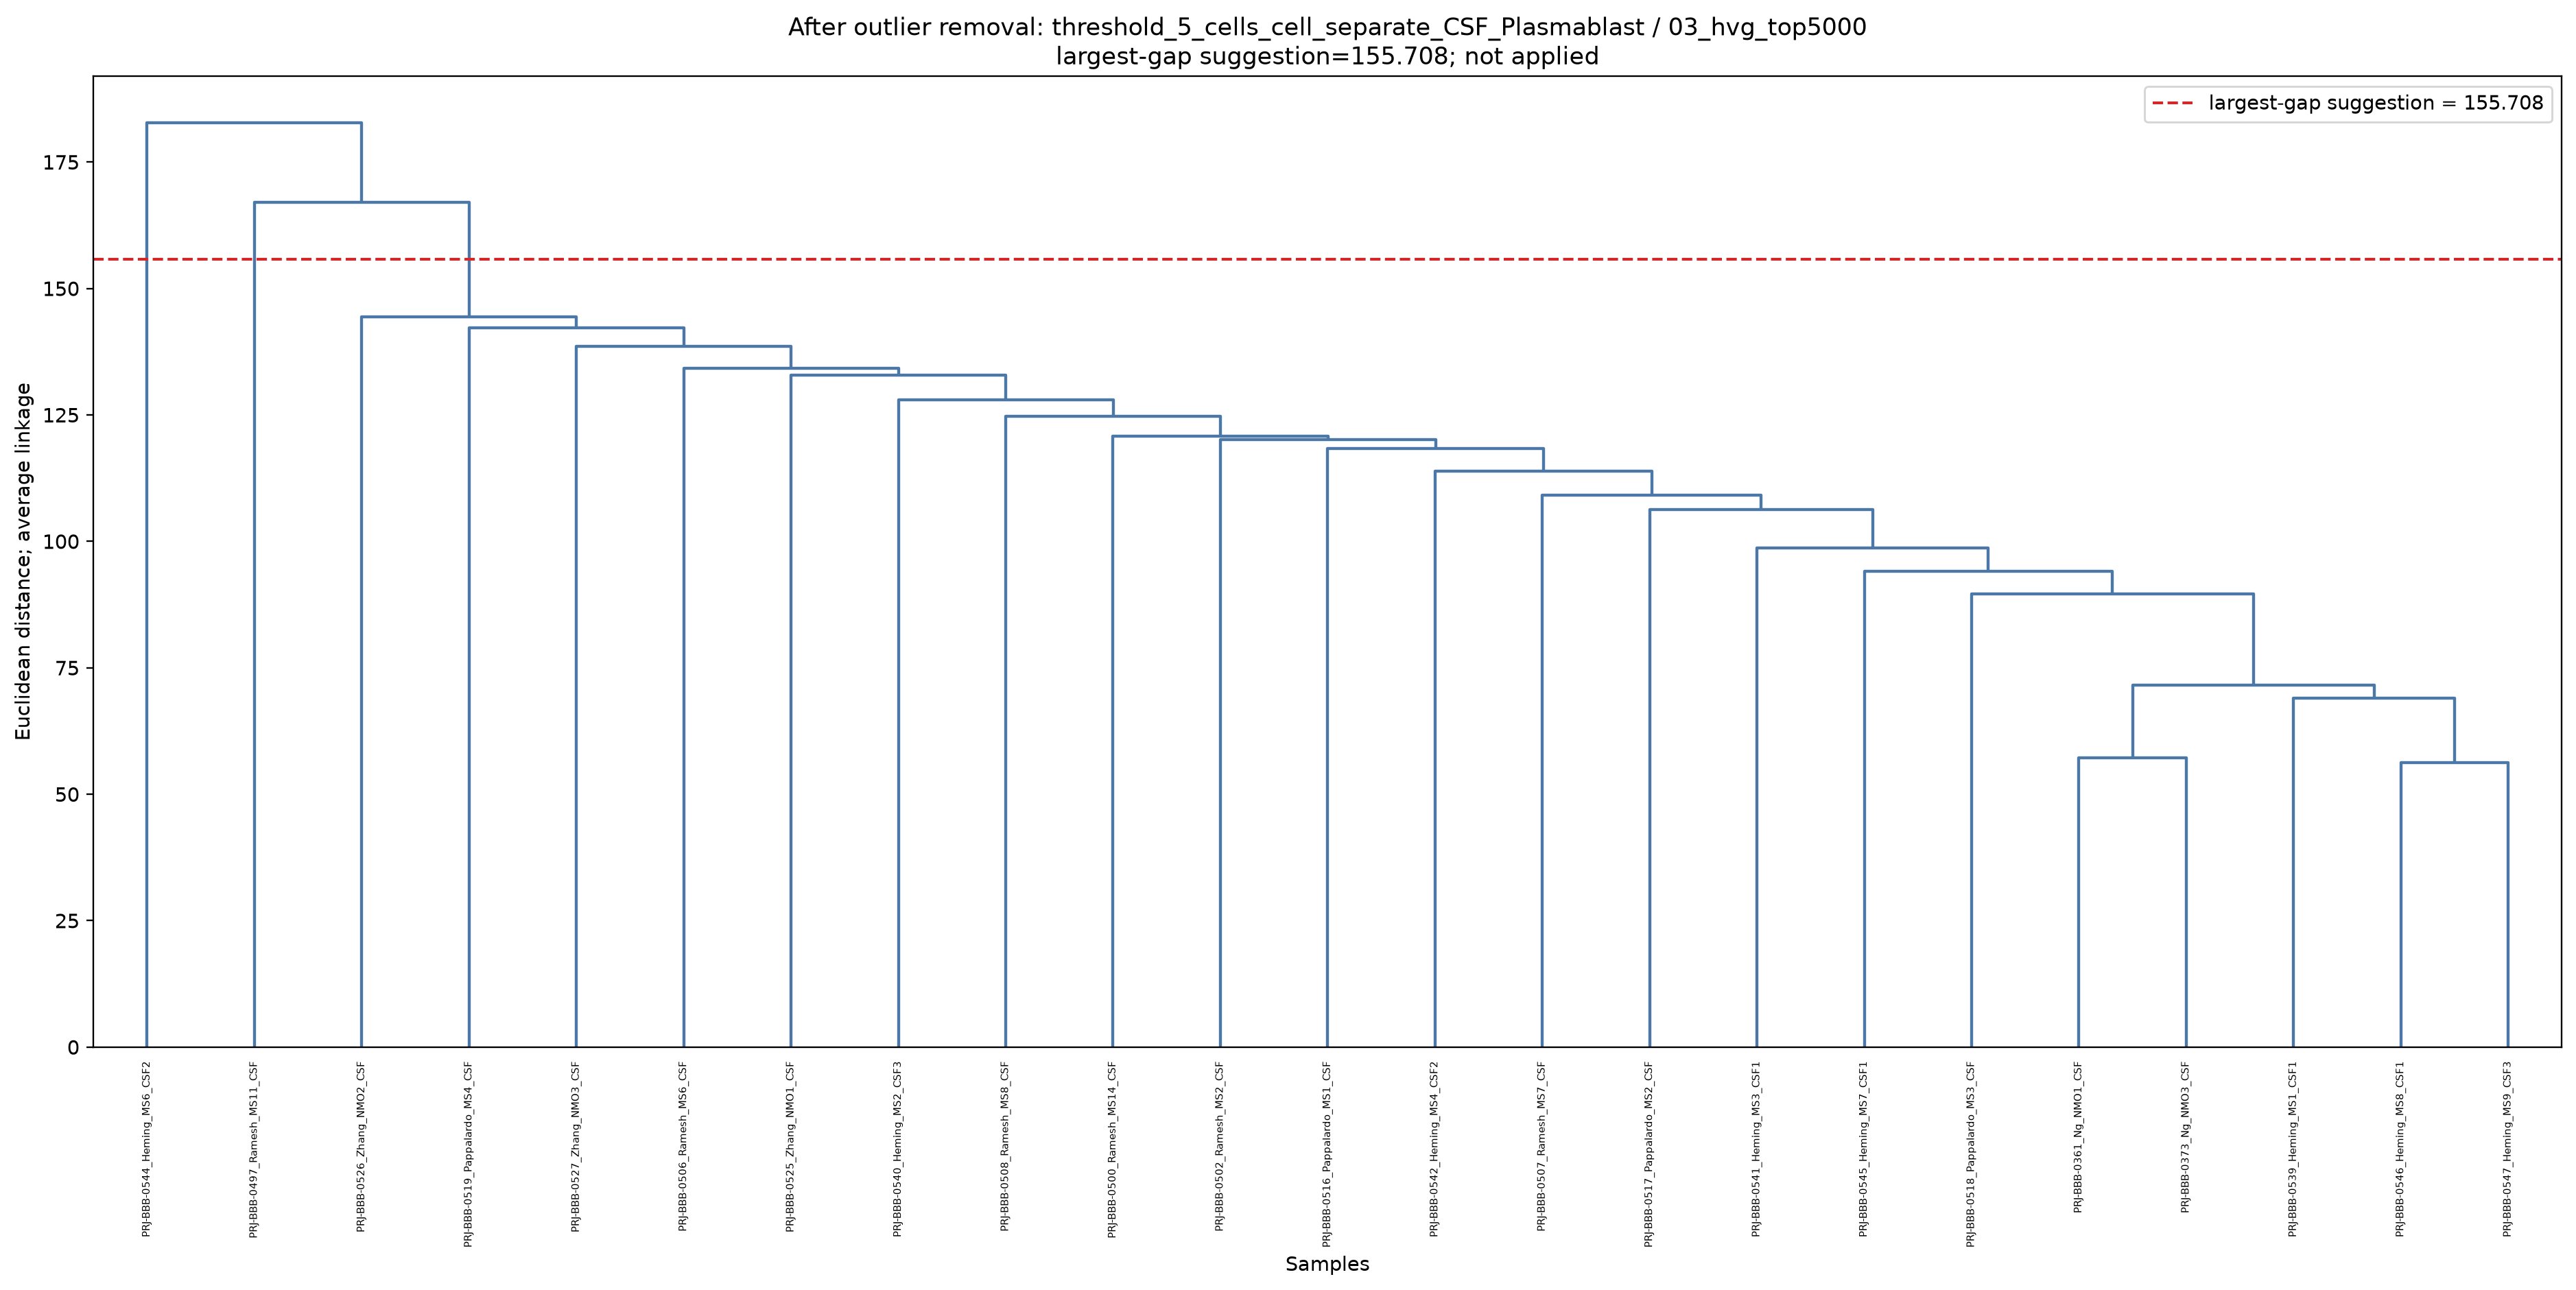 After outlier removal: threshold_5_cells_cell_separate_CSF_Plasmablast / 03_hvg_top5000
largest-gap suggestion=155.708; not applied
largest-gap suggestion = 155.708
Euclidean distance; average linkage
175
150
125
100
75
50
25
0
PRJ-BBB-0544_Heming_MS6_CSF2
PRJ-BBB-0497_Ramesh_MS11_CSF
PRJ-BBB-0526_Zhang_NMO2_CSF
PRJ-BBB-0519_Pappalardo_MS4_CSF
PRJ-BBB-0527_Zhang_NMO3_CSF
PRJ-BBB-0506_Ramesh_MS6_CSF
PRJ-BBB-0525_Zhang_NMO1_CSF
PRJ-BBB-0540_Heming_MS2_CSF3
PRJ-BBB-0508_Ramesh_MS8_CSF
PRJ-BBB-0500_Ramesh_MS14_CSF
PRJ-BBB-0502_Ramesh_MS2_CSF
PRJ-BBB-0516_Pappalardo_MS1_CSF
PRJ-BBB-0542_Heming_MS4_CSF2
PRJ-BBB-0507_Ramesh_MS7_CSF
PRJ-BBB-0517_Pappalardo_MS2_CSF
PRJ-BBB-0541_Heming_MS3_CSF1
PRJ-BBB-0545_Heming_MS7_CSF1
PRJ-BBB-0518_Pappalardo_MS3_CSF
PRJ-BBB-0361_Ng_NMO1_CSF
PRJ-BBB-0373_Ng_NMO3_CSF
PRJ-BBB-0539_Heming_MS1_CSF1
PRJ-BBB-0546_Heming_MS8_CSF1
PRJ-BBB-0547_Heming_MS9_CSF3
Samples